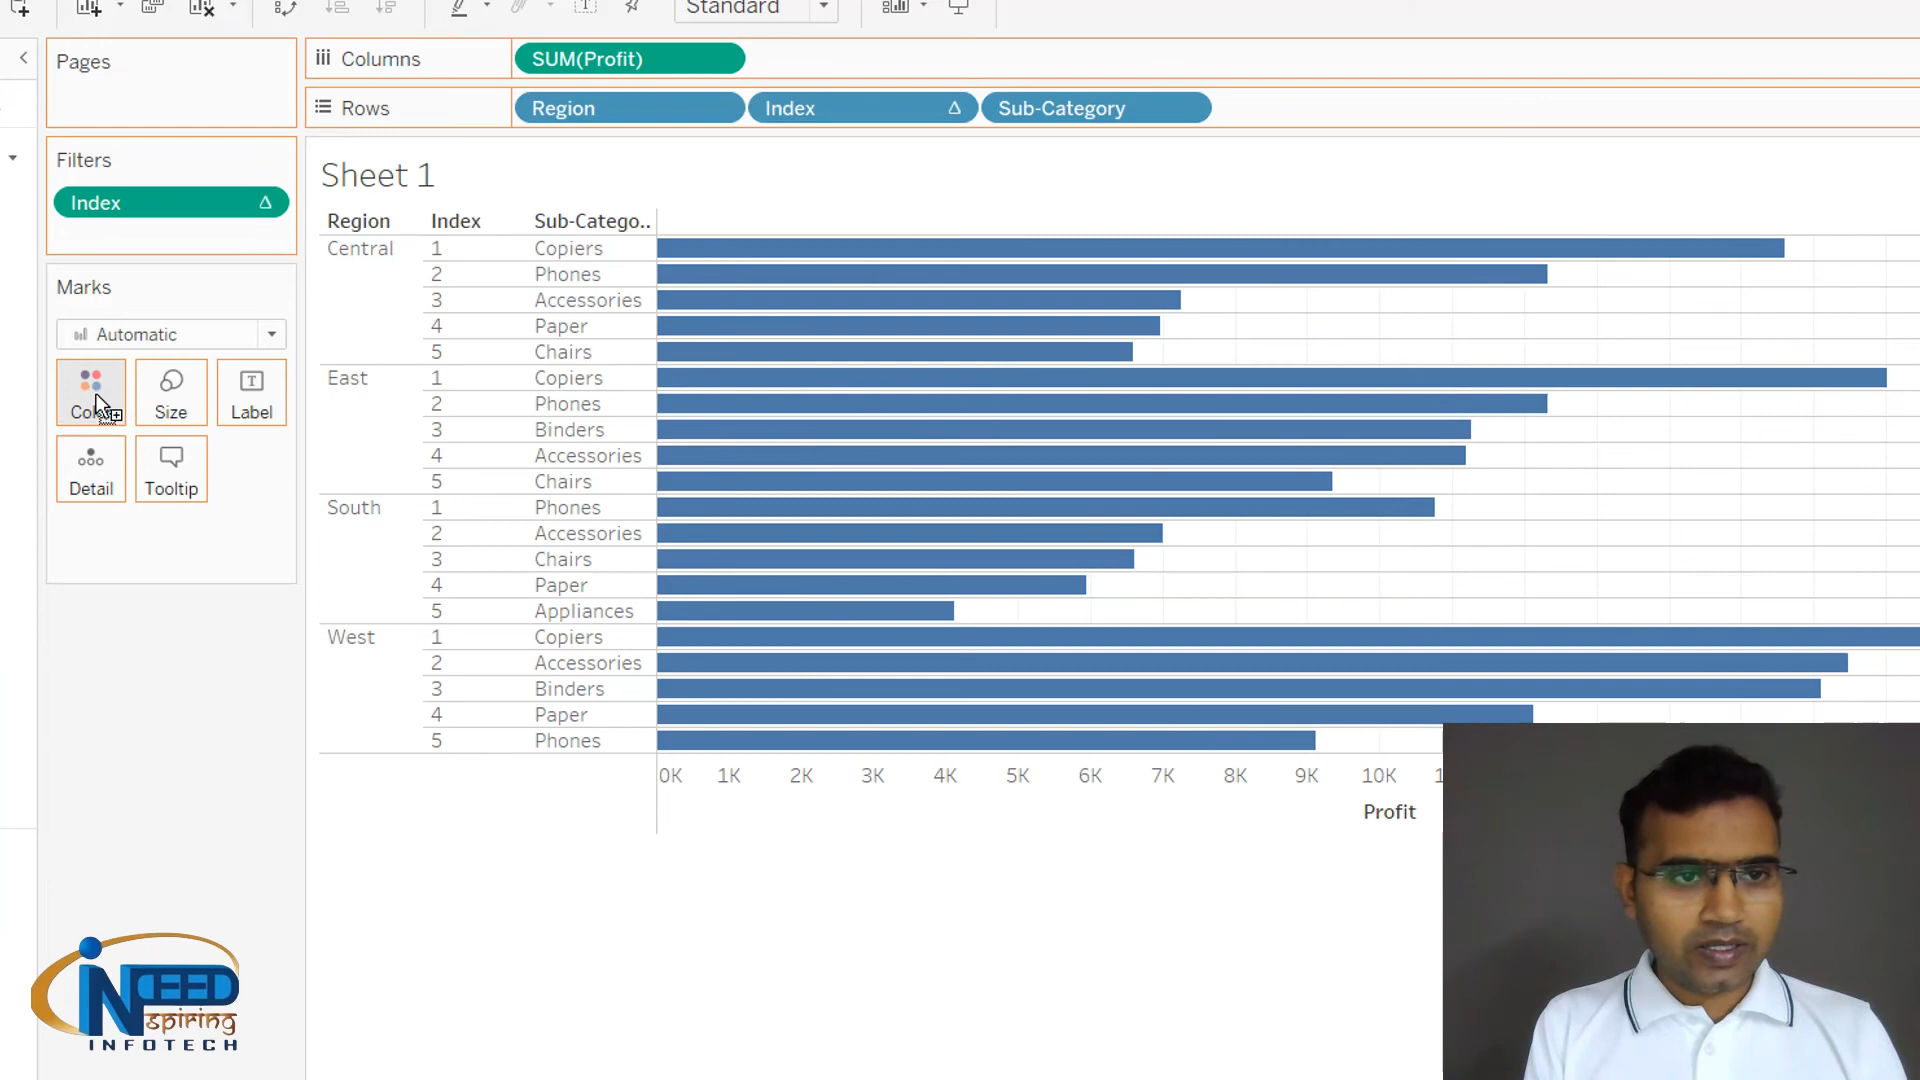 Standard
Pages
Columns
SUM(Profit)
Rows
Region
Index
Sub-Category
Filters
Index
Sheet 1
Region Index Sub-Catego..
Central 1 Copiers
2 Phones
3 Accessories
4 Paper
5 Chairs
East 1 Copiers
2 Phones
3 Binders
4 Accessories
5 Chairs
South 1 Phones
2 Accessories
3 Chairs
4 Paper
5 Appliances
West 1 Copiers
2 Accessories
3 Binders
4 Paper
5 Phones
0K 1K 2K 3K 4K 5K 6K 7K 8K 9K 10K
Profit
Marks
Automatic
Size Label
Detail Tooltip
iNCEED
Nspiring
INFOTECH